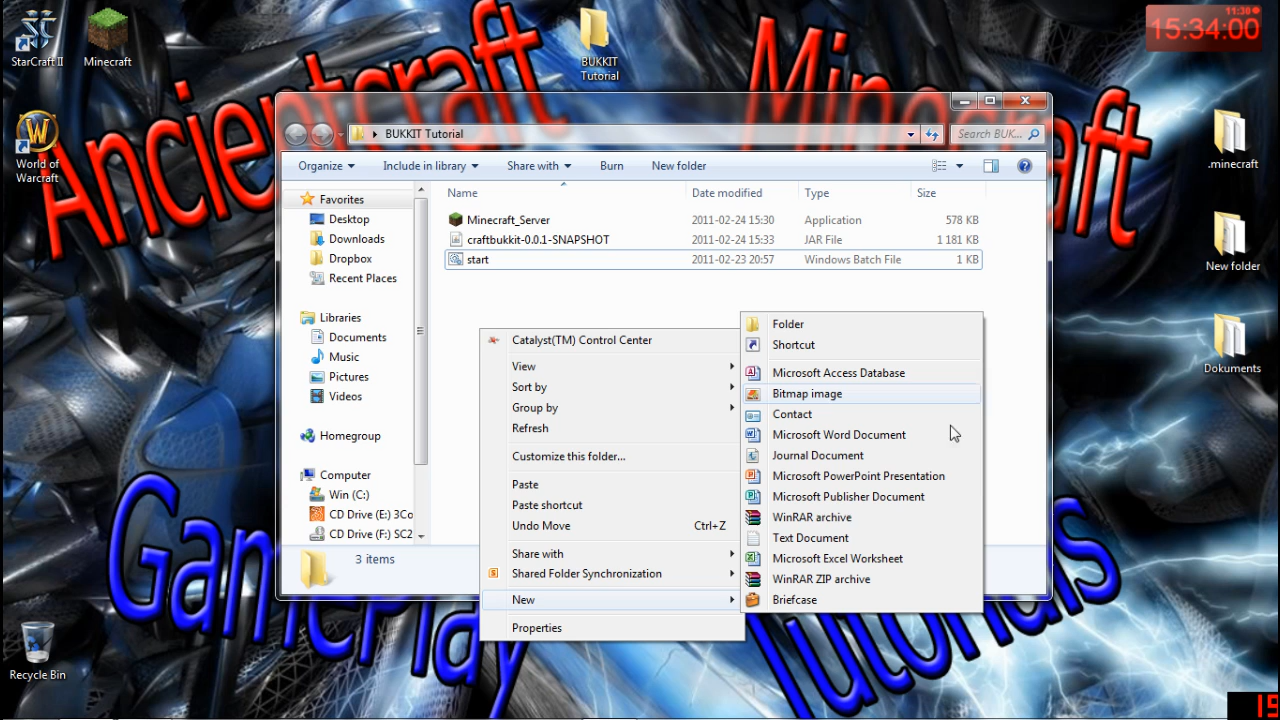 StarCraft II
Minecraft
World of
Warcraft
Recycle Bin
BUKKIT
Tutorial
11:30
15:34:00
.minecraft
New folder
Dokuments
Ancientcraft
Minecraft
GamePlay
Tutorials
BUKKIT Tutorial
Search BUK...
Organize
Include in library
Share with
Burn
New folder
Favorites
Desktop
Downloads
Dropbox
Recent Places
Libraries
Documents
Music
Pictures
Videos
Homegroup
Computer
Win (C:)
CD Drive (E:) 3Co
CD Drive (F:) SC2
Name Date modified Type Size
Minecraft_Server 2011-02-24 15:30 Application 578 KB
craftbukkit-0.0.1-SNAPSHOT 2011-02-24 15:33 JAR File 1 181 KB
start 2011-02-23 20:57 Windows Batch File 1 KB
3 items
Catalyst(TM) Control Center
View
Sort by
Group by
Refresh
Customize this folder...
Paste
Paste shortcut
Undo Move Ctrl+Z
Share with
Shared Folder Synchronization
New
Properties
Folder
Shortcut
Microsoft Access Database
Bitmap image
Contact
Microsoft Word Document
Journal Document
Microsoft PowerPoint Presentation
Microsoft Publisher Document
WinRAR archive
Text Document
Microsoft Excel Worksheet
WinRAR ZIP archive
Briefcase